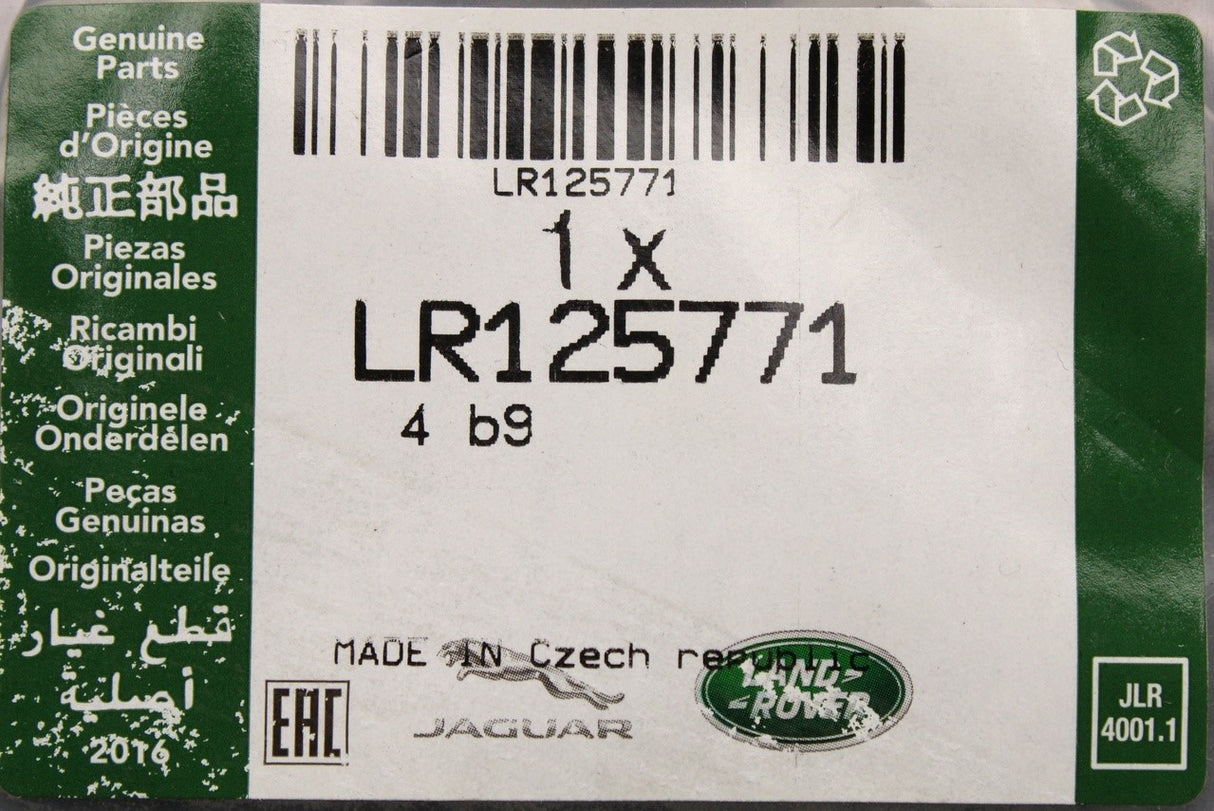 Genuine
Parts
Pièces
d'Origine
純正部品
Piezas
Originales
Ricambi
Originali
Originele
Onderdelen
Peças
Genuinas
Originalteile
قطع غيار
أصلية
2016
LR125771
1 x
LR125771
4 b9
MADE IN Czech republic
EAC
JAGUAR
LAND
ROVER
JLR
4001.1